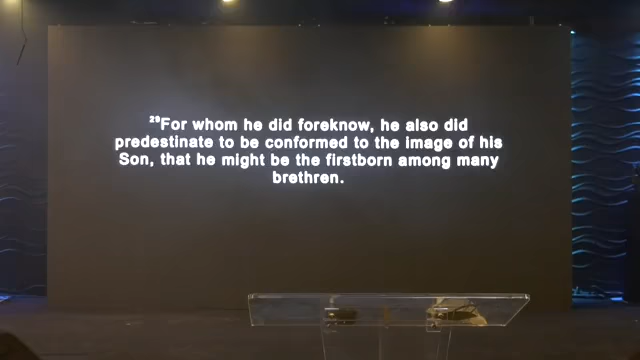 ²⁹For whom he did foreknow, he also did
predestinate to be conformed to the image of his
Son, that he might be the firstborn among many
brethren.